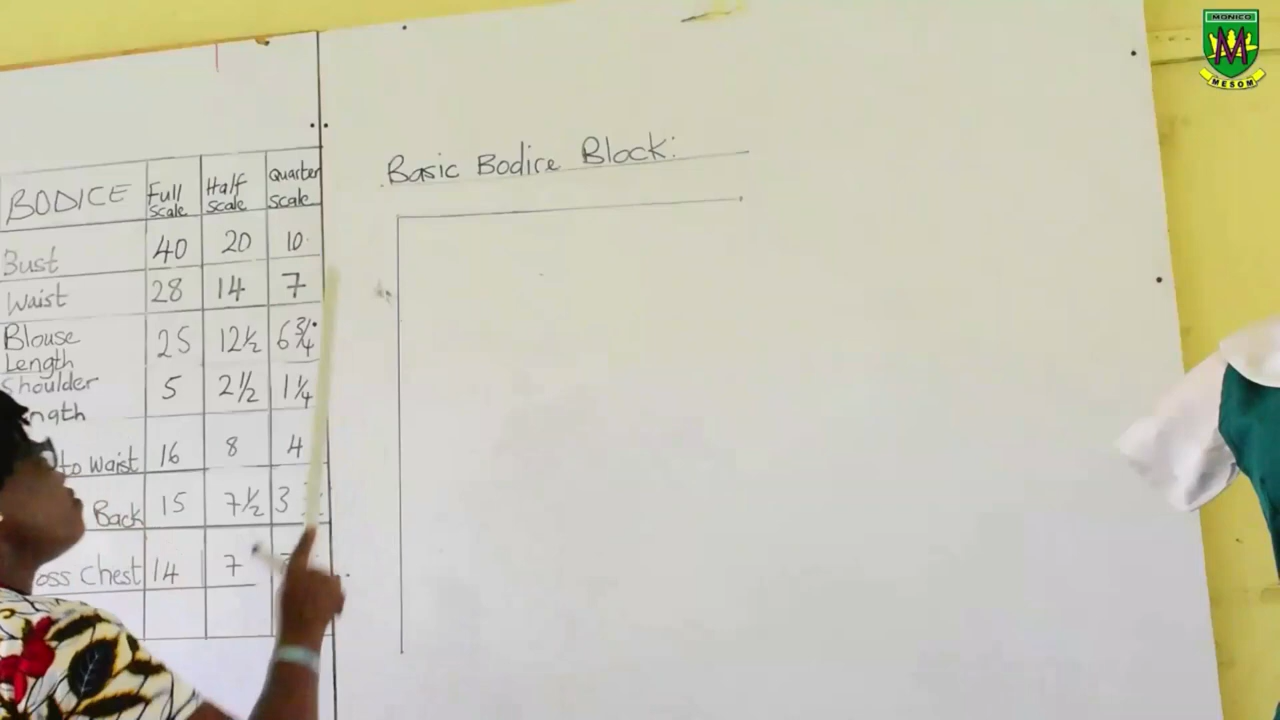 MONICO
M
MESOM
Basic Bodice Block:
BODICE Full Scale Half Scale Quarter Scale
Bust 40 20 10
Waist 28 14 7
Blouse Length 25 12½ 6¾
Shoulder 5 2½ 1¼
to Waist 16 8 4
Back 15 7½ 3
Chest 14 7